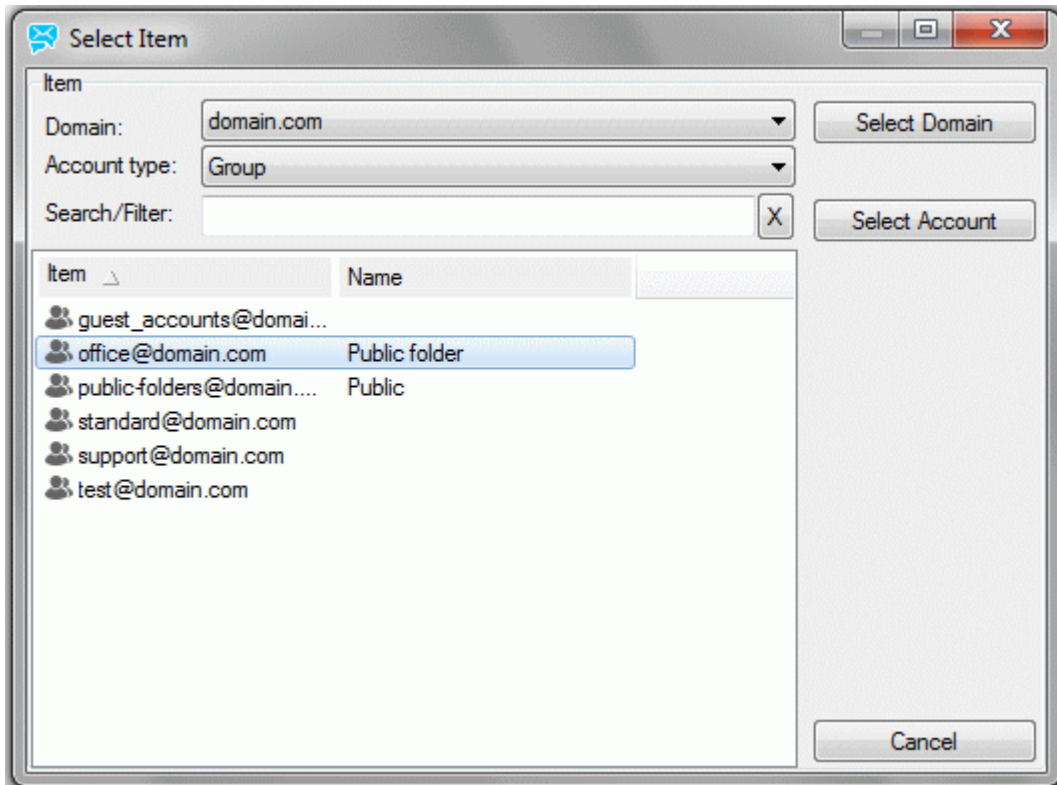 Select Item
Item
Domain: domain.com Select Domain
Account type: Group
Search/Filter: X Select Account
Item Name
guest_accounts@domai...
office@domain.com Public folder
public-folders@domain.... Public
standard@domain.com
support@domain.com
test@domain.com
Cancel